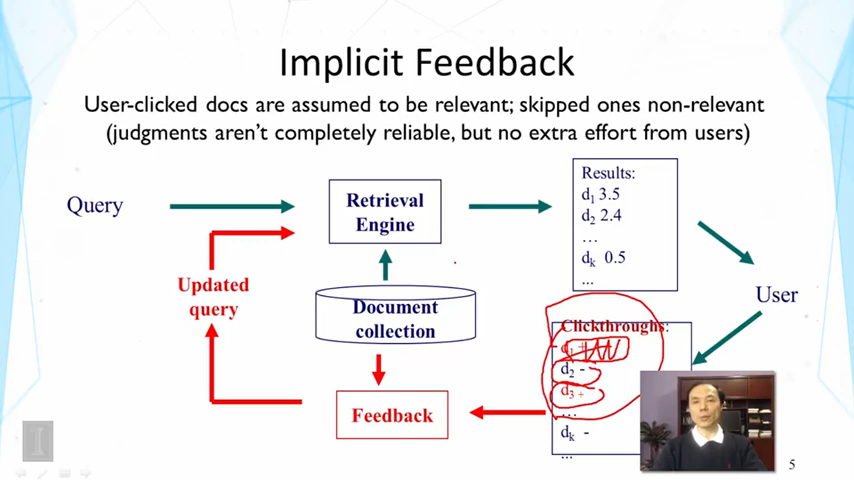 Implicit Feedback
User-clicked docs are assumed to be relevant; skipped ones non-relevant
(judgments aren't completely reliable, but no extra effort from users)
Query
Retrieval
Engine
Results:
d1 3.5
d2 2.4
…
dk 0.5
...
User
Updated
query
Document
collection
Clickthroughs:
d1 +
d2 -
d3 +
…
dk -
...
Feedback
I
5